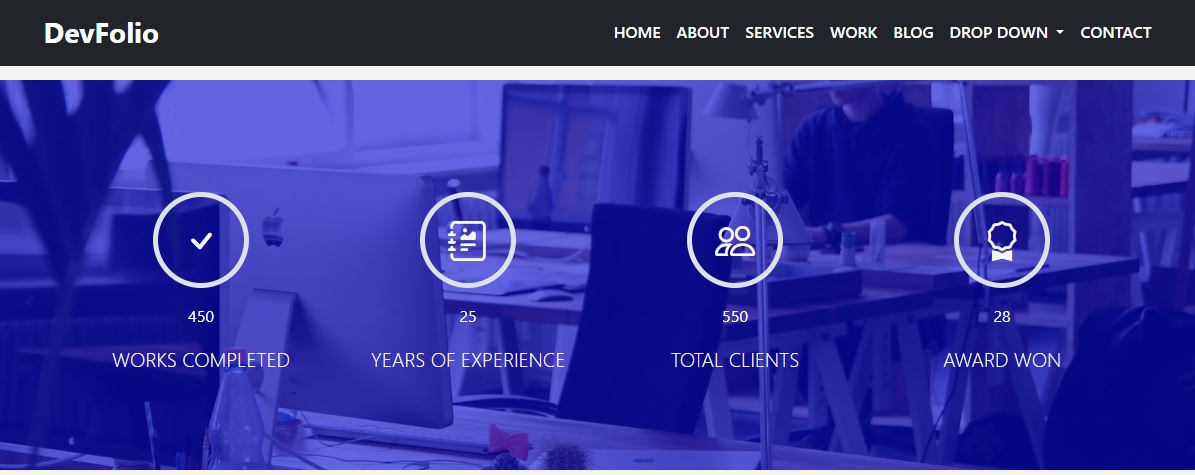 DevFolio HOME ABOUT SERVICES WORK BLOG DROP DOWN CONTACT
450 25 550 28
WORKS COMPLETED YEARS OF EXPERIENCE TOTAL CLIENTS AWARD WON